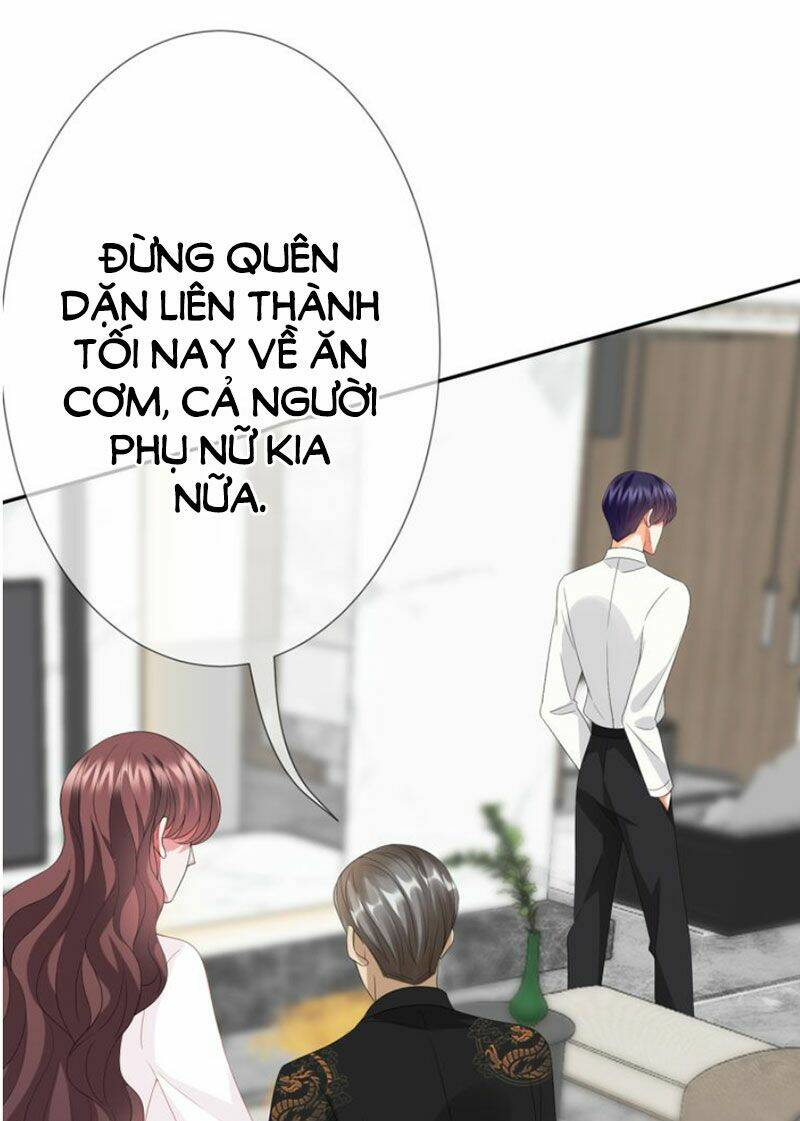 ĐỪNG QUÊN
DẶN LIÊN THÀNH
TỐI NAY VỀ ĂN
CƠM, CẢ NGƯỜI
PHỤ NỮ KIA
NỮA.